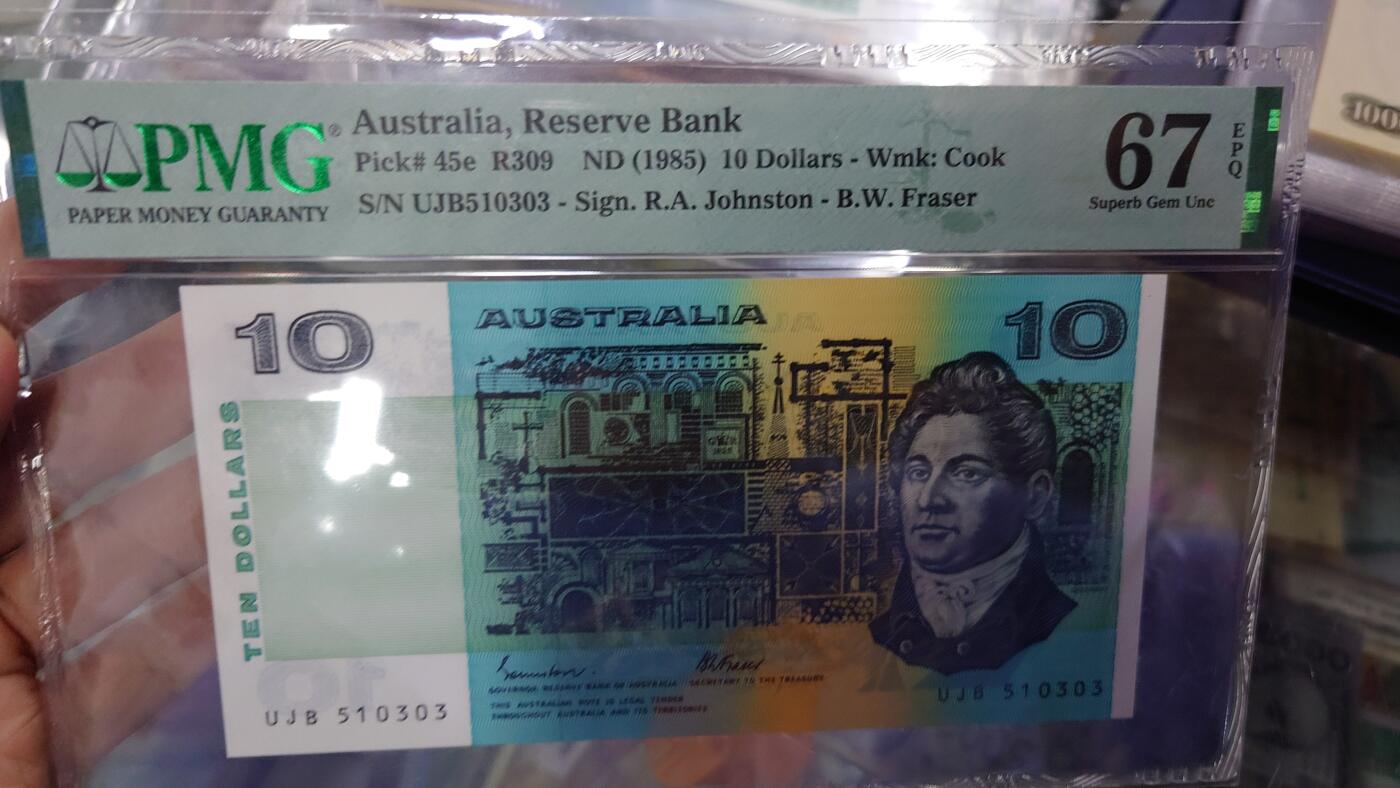 PMG®
PAPER MONEY GUARANTY
Australia, Reserve Bank
Pick# 45e R309 ND (1985) 10 Dollars - Wmk: Cook
S/N UJB510303 - Sign. R.A. Johnston - B.W. Fraser
67
EPQ
Superb Gem Unc
100
10
AUSTRALIA
10
TEN DOLLARS
GOVERNOR RESERVE BANK OF AUSTRALIA
SECRETARY TO THE TREASURY
THIS AUSTRALIAN NOTE IS LEGAL TENDER
THROUGHOUT AUSTRALIA AND ITS TERRITORIES
UJB 510303
UJB 510303